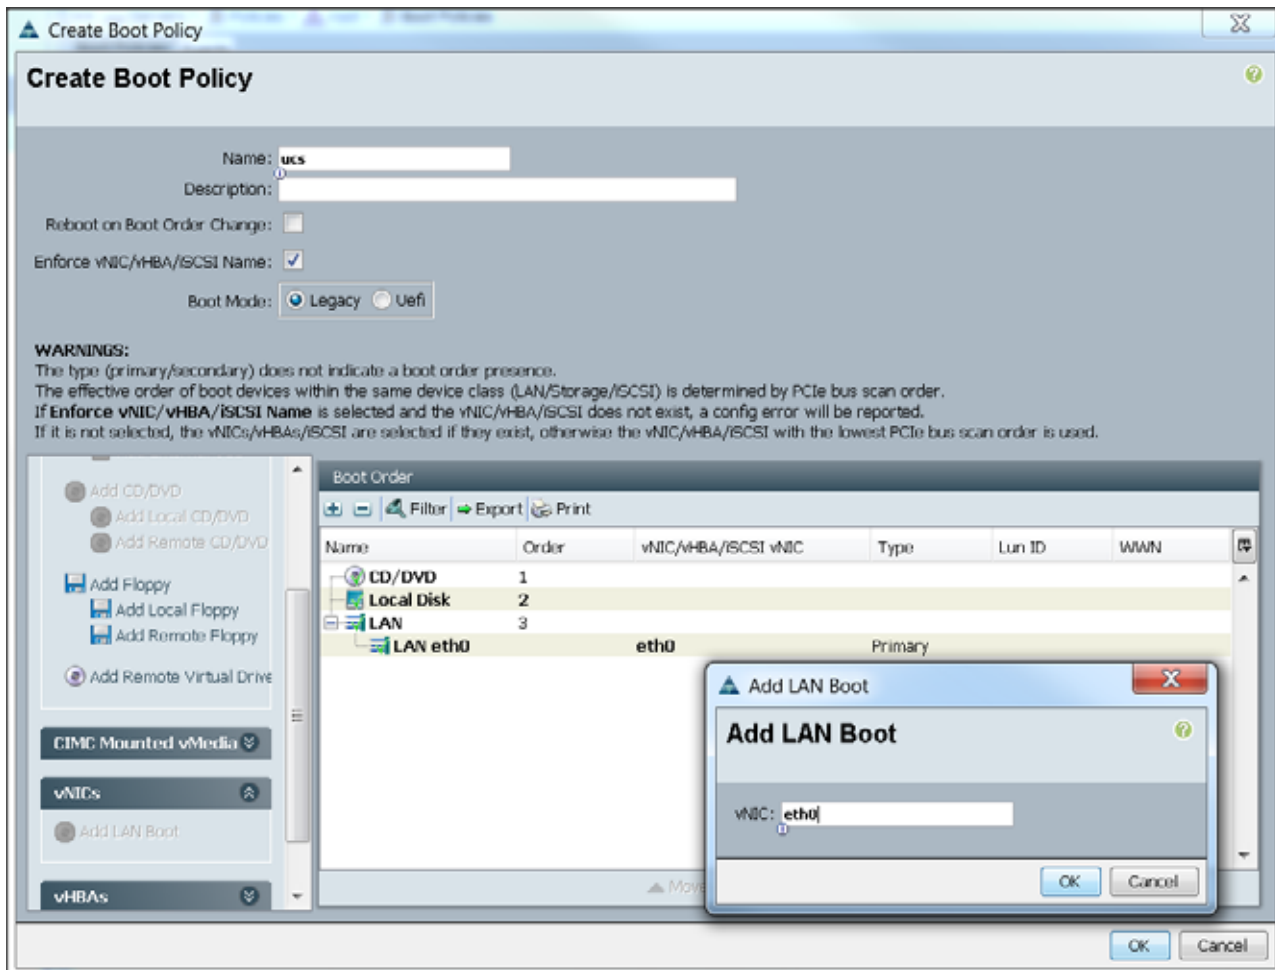 Create Boot Policy
Create Boot Policy
Name: ucs
Description:
Reboot on Boot Order Change:
Enforce vNIC/vHBA/iSCSI Name:
Boot Mode: Legacy Uefi
WARNINGS:
The type (primary/secondary) does not indicate a boot order presence.
The effective order of boot devices within the same device class (LAN/Storage/iSCSI) is determined by PCIe bus scan order.
If Enforce vNIC/vHBA/iSCSI Name is selected and the vNIC/vHBA/iSCSI does not exist, a config error will be reported.
If it is not selected, the vNICs/vHBAs/iSCSI are selected if they exist, otherwise the vNIC/vHBA/iSCSI with the lowest PCIe bus scan order is used.
Add CD/DVD
Add Local CD/DVD
Add Remote CD/DVD
Add Floppy
Add Local Floppy
Add Remote Floppy
Add Remote Virtual Drive
CIMC Mounted vMedia
vNICs
Add LAN Boot
vHBAs
Boot Order
Filter Export Print
Name Order vNIC/vHBA/iSCSI vNIC Type Lun ID WWN
CD/DVD 1
Local Disk 2
LAN 3
LAN eth0 eth0 Primary
Move
Add LAN Boot
Add LAN Boot
vNIC: eth0
OK Cancel
OK Cancel